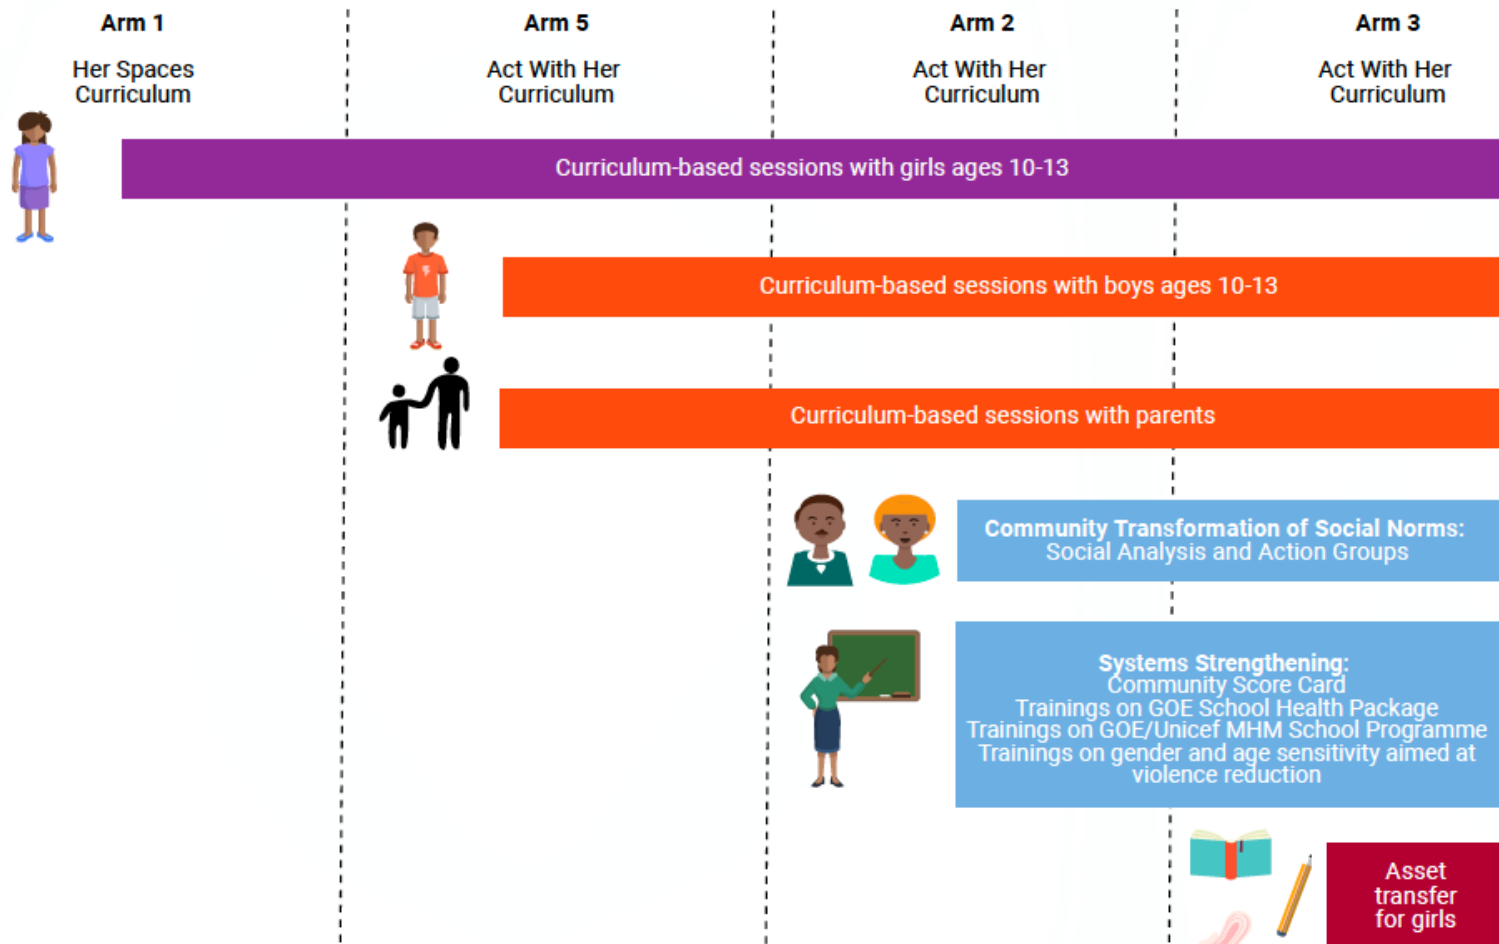 Arm 1
Arm 5
Arm 2
Arm 3
Her Spaces
Curriculum
Act With Her
Curriculum
Act With Her
Curriculum
Act With Her
Curriculum
Curriculum-based sessions with girls ages 10-13
Curriculum-based sessions with boys ages 10-13
Curriculum-based sessions with parents
Community Transformation of Social Norms:
Social Analysis and Action Groups
Systems Strengthening:
Community Score Card
Trainings on GOE School Health Package
Trainings on GOE/Unicef MHM School Programme
Trainings on gender and age sensitivity aimed at
violence reduction
Asset
transfer
for girls